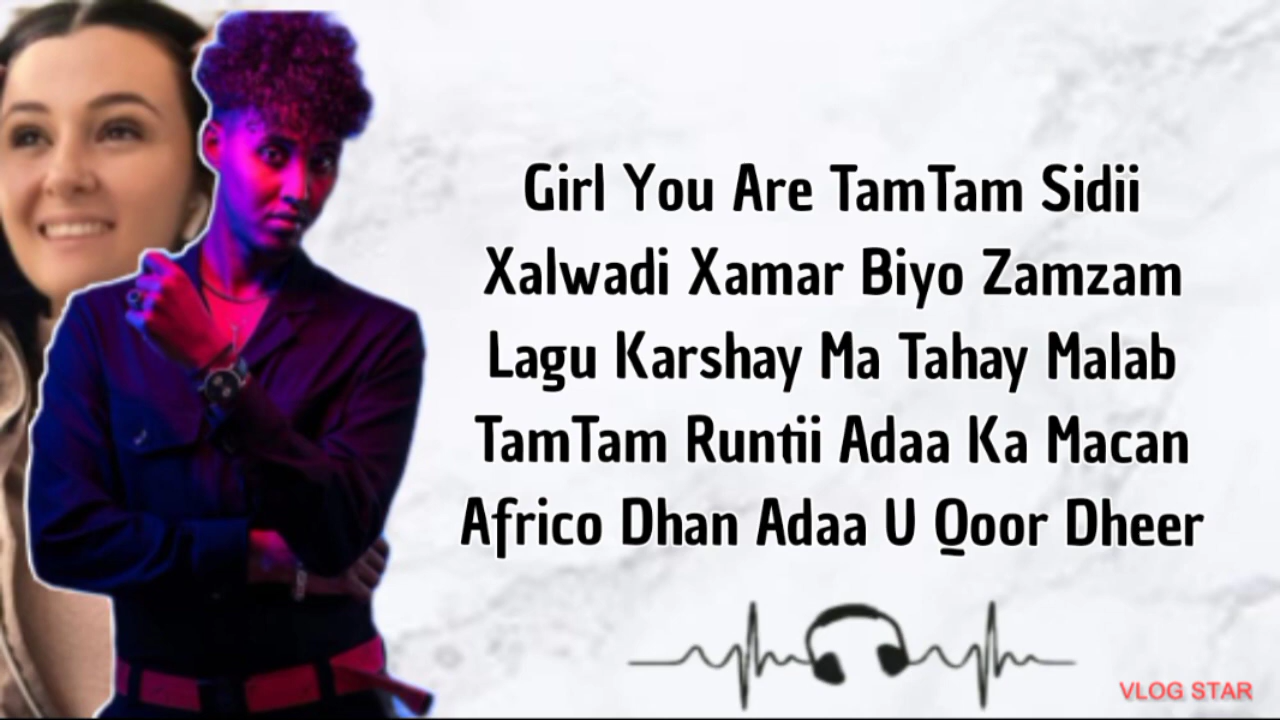 Girl You Are TamTam Sidii
Xalwadi Xamar Biyo Zamzam
Lagu Karshay Ma Tahay Malab
TamTam Runtii Adaa Ka Macan
Africo Dhan Adaa U Qoor Dheer
VLOG STAR